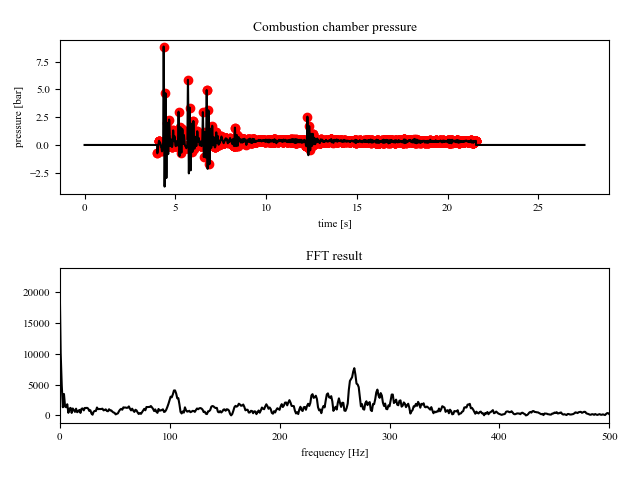 Combustion chamber pressure
7.5
5.0
2.5
0.0
−2.5
pressure [bar]
0 5 10 15 20 25
time [s]
FFT result
20000
15000
10000
5000
0
0 100 200 300 400 500
frequency [Hz]